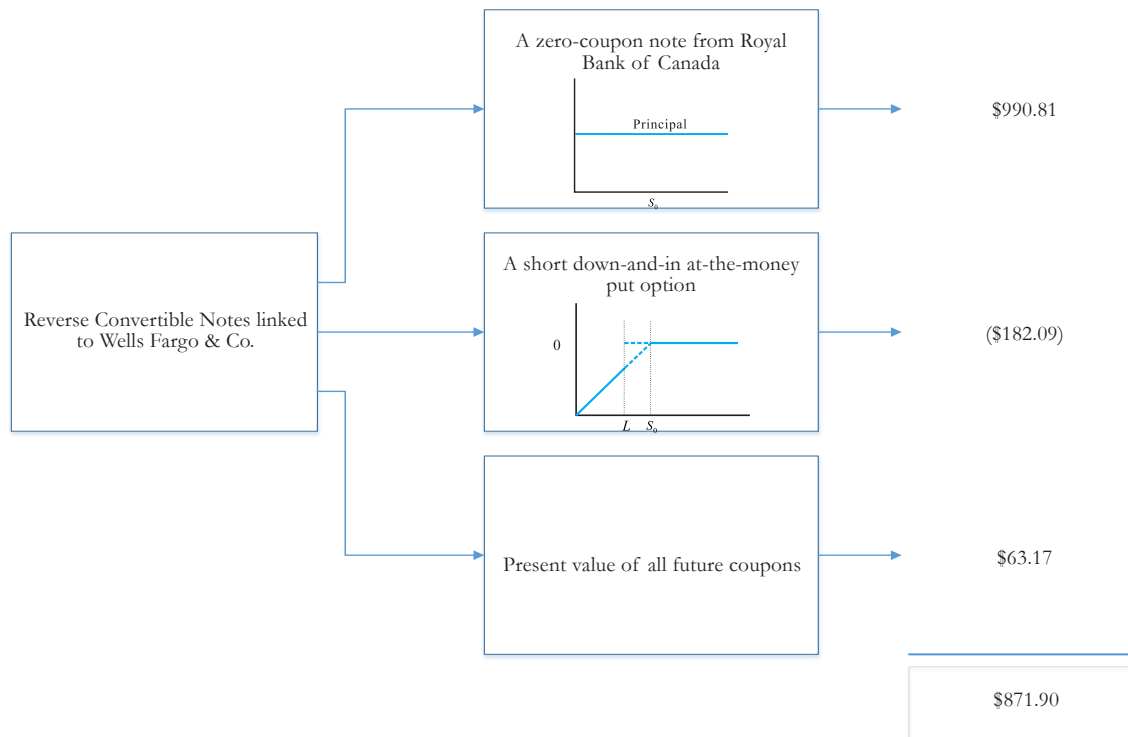 A zero-coupon note from Royal
Bank of Canada
Principal
S₀
$990.81
Reverse Convertible Notes linked
to Wells Fargo & Co.
A short down-and-in at-the-money
put option
0
L
S₀
($182.09)
Present value of all future coupons
$63.17
$871.90